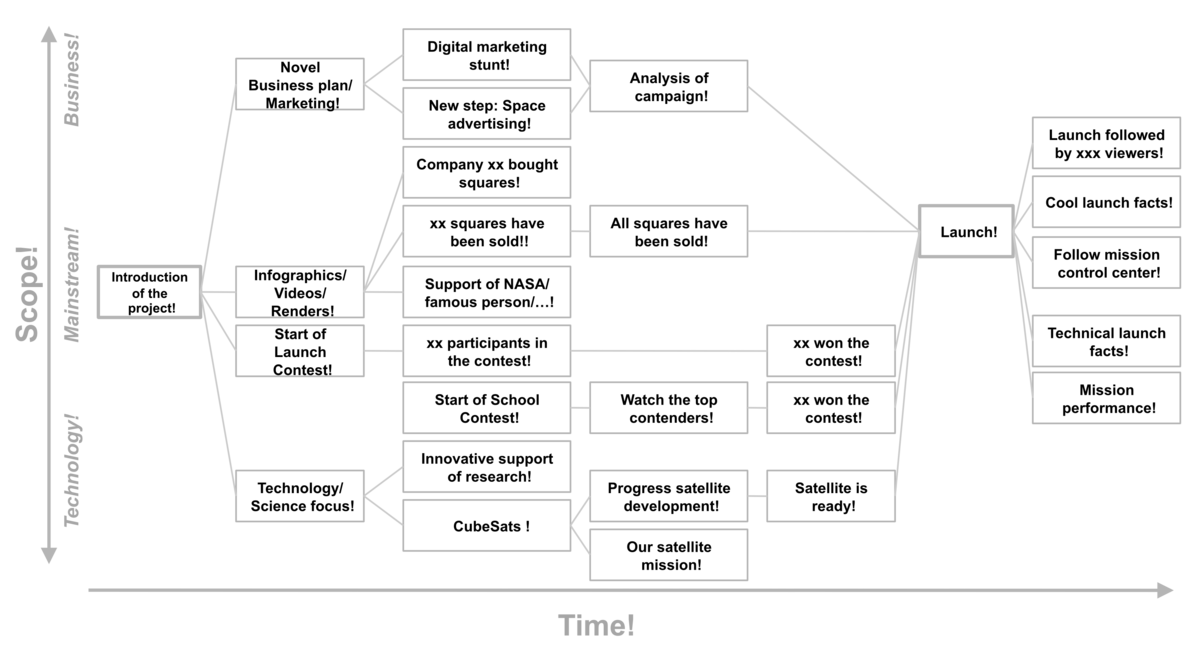 Business!
Mainstream!
Technology!
Scope!
Introduction
of the
project!
Novel
Business plan/
Marketing!
Infographics/
Videos/
Renders!
Start of
Launch
Contest!
Technology/
Science focus!
Digital marketing
stunt!
New step: Space
advertising!
Company xx bought
squares!
xx squares have
been sold!!
Support of NASA/
famous person/…!
xx participants in
the contest!
Start of School
Contest!
Innovative support
of research!
CubeSats !
Analysis of
campaign!
All squares have
been sold!
Watch the top
contenders!
Progress satellite
development!
Our satellite
mission!
xx won the
contest!
xx won the
contest!
Satellite is
ready!
Launch!
Launch followed
by xxx viewers!
Cool launch facts!
Follow mission
control center!
Technical launch
facts!
Mission
performance!
Time!